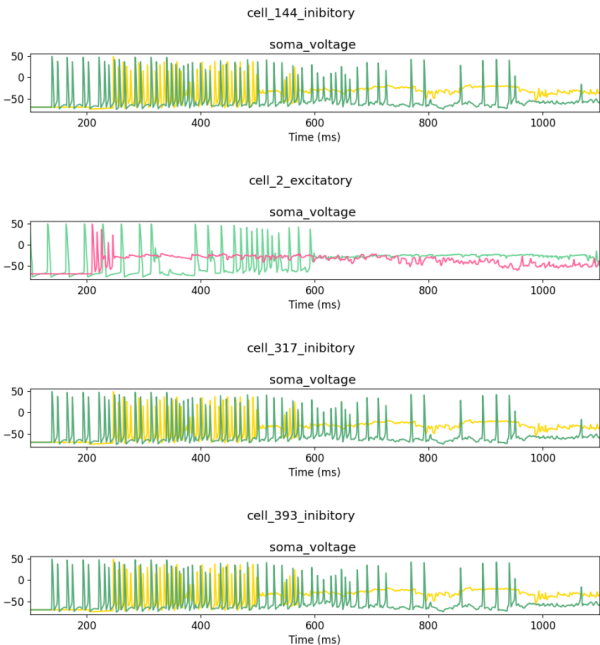 cell_144_inibitory
soma_voltage
50
0
−50
200 400 600 800 1000
Time (ms)
cell_2_excitatory
soma_voltage
50
0
−50
200 400 600 800 1000
Time (ms)
cell_317_inibitory
soma_voltage
50
0
−50
200 400 600 800 1000
Time (ms)
cell_393_inibitory
soma_voltage
50
0
−50
200 400 600 800 1000
Time (ms)